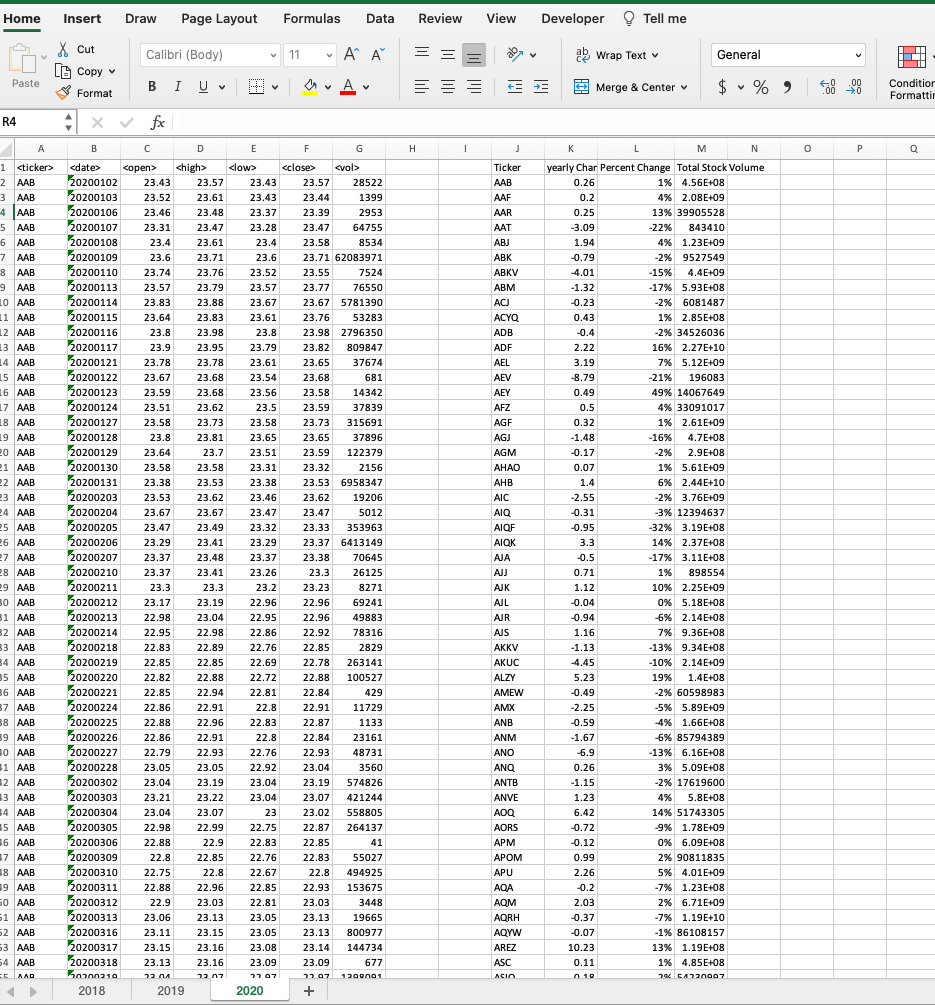 Home Insert Draw Page Layout Formulas Data Review View Developer Tell me
Paste Cut Copy Format
Calibri (Body) 11 A A
B I U A
ab Wrap Text
Merge & Center
General
$ % 9
.00 .0
Condition
Formattin
R4 fx
A B C D E F G H I J K L M N O P Q
1 <ticker> <date> <open> <high> <low> <close> <vol> Ticker yearly Char Percent Change Total Stock Volume
2 AAB 20200102 23.43 23.57 23.43 23.57 28522 AAB 0.26 1% 4.56E+08
3 AAB 20200103 23.52 23.61 23.43 23.44 1399 AAF 0.2 4% 2.08E+09
4 AAB 20200106 23.46 23.48 23.37 23.39 2953 AAR 0.25 13% 39905528
5 AAB 20200107 23.31 23.47 23.28 23.47 64755 AAT -3.09 -22% 843410
6 AAB 20200108 23.4 23.61 23.4 23.58 8534 ABJ 1.94 4% 1.23E+09
7 AAB 20200109 23.6 23.71 23.6 23.71 62083971 ABK -0.79 -2% 9527549
8 AAB 20200110 23.74 23.76 23.52 23.55 7524 ABKV -4.01 -15% 4.4E+09
9 AAB 20200113 23.57 23.79 23.57 23.77 76550 ABM -1.32 -17% 5.93E+08
10 AAB 20200114 23.83 23.88 23.67 23.67 5781390 ACJ -0.23 -2% 6081487
11 AAB 20200115 23.64 23.83 23.61 23.76 53283 ACYQ 0.43 1% 2.85E+08
12 AAB 20200116 23.8 23.98 23.8 23.98 2796350 ADB -0.4 -2% 34526036
13 AAB 20200117 23.9 23.95 23.79 23.82 809847 ADF 2.22 16% 2.27E+10
14 AAB 20200121 23.78 23.78 23.61 23.65 37674 AEL 3.19 7% 5.12E+09
15 AAB 20200122 23.67 23.68 23.54 23.68 681 AEV -8.79 -21% 196083
16 AAB 20200123 23.59 23.68 23.56 23.58 14342 AEY 0.49 49% 14067649
17 AAB 20200124 23.51 23.62 23.5 23.59 37839 AFZ 0.5 4% 33091017
18 AAB 20200127 23.58 23.73 23.58 23.73 315691 AGF 0.32 1% 2.61E+09
19 AAB 20200128 23.8 23.81 23.65 23.65 37896 AGJ -1.48 -16% 4.7E+08
20 AAB 20200129 23.64 23.7 23.51 23.59 122379 AGM -0.17 -2% 2.9E+08
21 AAB 20200130 23.58 23.58 23.31 23.32 2156 AHAO 0.07 1% 5.61E+09
22 AAB 20200131 23.38 23.53 23.38 23.53 6958347 AHB 1.4 6% 2.44E+10
23 AAB 20200203 23.53 23.62 23.46 23.62 19206 AIC -2.55 -2% 3.76E+09
24 AAB 20200204 23.67 23.67 23.47 23.47 5012 AIQ -0.31 -3% 12394637
25 AAB 20200205 23.47 23.49 23.32 23.33 353963 AIQF -0.95 -32% 3.19E+08
26 AAB 20200206 23.29 23.41 23.29 23.37 6413149 AIQK 3.3 14% 2.37E+08
27 AAB 20200207 23.37 23.48 23.37 23.38 70645 AJA -0.5 -17% 3.11E+08
28 AAB 20200210 23.37 23.41 23.26 23.3 26125 AJJ 0.71 1% 898554
29 AAB 20200211 23.3 23.3 23.2 23.23 8271 AJK 1.12 10% 2.25E+09
30 AAB 20200212 23.17 23.19 22.96 22.96 69241 AJL -0.04 0% 5.18E+08
31 AAB 20200213 22.98 23.04 22.95 22.96 49883 AJR -0.94 -6% 2.14E+08
32 AAB 20200214 22.95 22.98 22.86 22.92 78316 AJS 1.16 7% 9.36E+08
33 AAB 20200218 22.83 22.89 22.76 22.85 2829 AKKV -1.13 -13% 9.34E+08
34 AAB 20200219 22.85 22.85 22.69 22.78 263141 AKUC -4.45 -10% 2.14E+09
35 AAB 20200220 22.82 22.88 22.72 22.88 100527 ALZY 5.23 19% 1.4E+08
36 AAB 20200221 22.85 22.94 22.81 22.84 429 AMEW -0.49 -2% 60598983
37 AAB 20200224 22.86 22.91 22.8 22.91 11729 AMX -2.25 -5% 5.89E+09
38 AAB 20200225 22.88 22.96 22.83 22.87 1133 ANB -0.59 -4% 1.66E+08
39 AAB 20200226 22.86 22.91 22.8 22.84 23161 ANM -1.67 -6% 85794389
40 AAB 20200227 22.79 22.93 22.76 22.93 48731 ANO -6.9 -13% 6.16E+08
41 AAB 20200228 23.05 23.05 22.92 23.04 3560 ANQ 0.26 3% 5.09E+08
42 AAB 20200302 23.04 23.19 23.04 23.19 574826 ANTB -1.15 -2% 17619600
43 AAB 20200303 23.21 23.22 23.04 23.07 421244 ANVE 1.23 4% 5.8E+08
44 AAB 20200304 23.04 23.07 23 23.02 558805 AOQ 6.42 14% 51743305
45 AAB 20200305 22.98 22.99 22.75 22.87 264137 AORS -0.72 -9% 1.78E+09
46 AAB 20200306 22.88 22.9 22.83 22.85 41 APM -0.12 0% 6.09E+08
47 AAB 20200309 22.8 22.85 22.76 22.83 55027 APOM 0.99 2% 90811835
48 AAB 20200310 22.75 22.8 22.67 22.8 494925 APU 2.26 5% 4.01E+09
49 AAB 20200311 22.88 22.96 22.85 22.93 153675 AQA -0.2 -7% 1.23E+08
50 AAB 20200312 22.9 23.03 22.81 23.03 3448 AQM 2.03 2% 6.71E+09
51 AAB 20200313 23.06 23.13 23.05 23.13 19665 AQRH -0.37 -7% 1.19E+10
52 AAB 20200316 23.11 23.15 23.05 23.13 800977 AQYW -0.07 -1% 86108157
53 AAB 20200317 23.15 23.16 23.08 23.14 144734 AREZ 10.23 13% 1.19E+08
54 AAB 20200318 23.13 23.16 23.09 23.09 677 ASC 0.11 1% 4.85E+08
55 AAB 20200319 23.04 23.07 22.97 22.97 1398091 ASIO 0.18 2% 54230997
2018 2019 2020 +